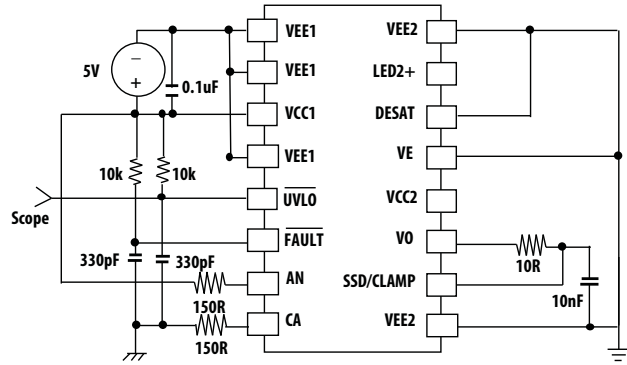 VEE1
VEE2
5V
VEE1
LED2+
0.1uF
VCC1
DESAT
VEE1
VE
10k
10k
UVLO
VCC2
Scope
FAULT
VO
330pF
330pF
10R
AN
SSD/CLAMP
10nF
150R
CA
VEE2
150R